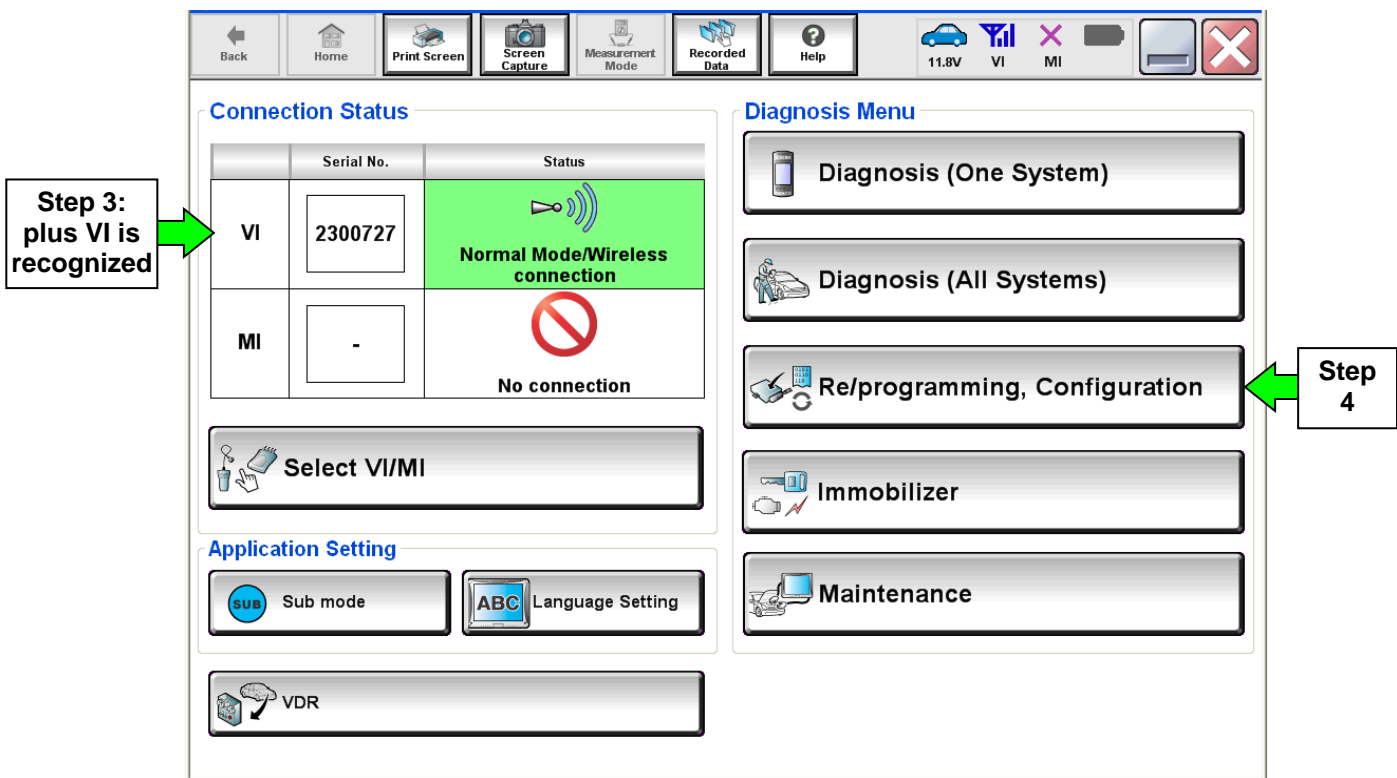 Back
Home
Print Screen
Screen
Capture
Measurement
Mode
Recorded
Data
Help
11.8V
VI
MI
Connection Status
Serial No.
Status
VI
2300727
Normal Mode/Wireless
connection
MI
-
No connection
Select VI/MI
Application Setting
SUB
Sub mode
ABC
Language Setting
VDR
Diagnosis Menu
Diagnosis (One System)
Diagnosis (All Systems)
Re/programming, Configuration
Immobilizer
Maintenance
Step 3:
plus VI is
recognized
Step
4